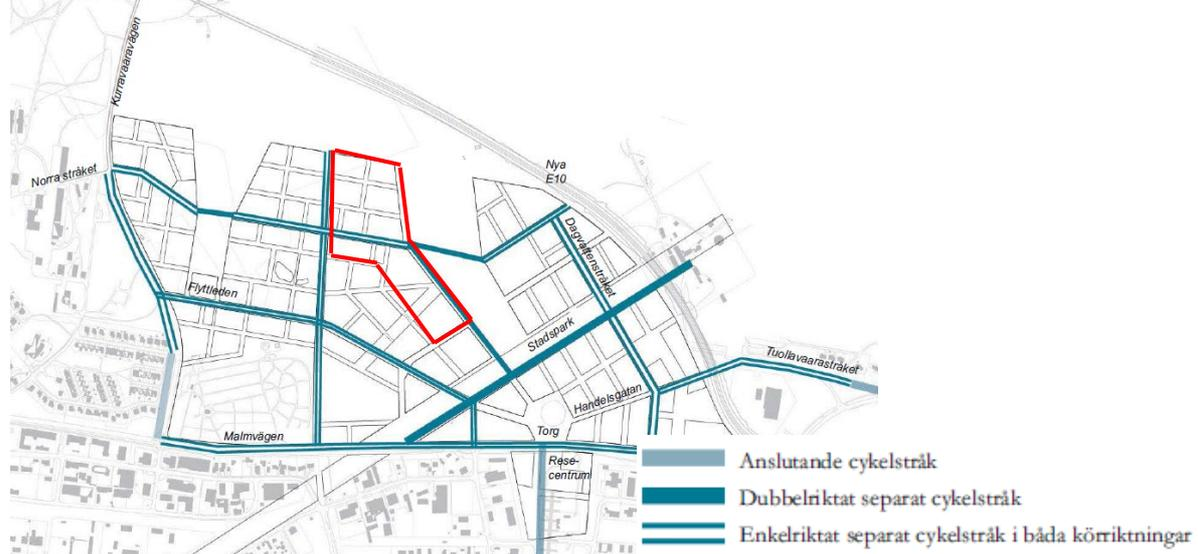 Kurravaaravägen
Norra stråket
Nya
E10
Dagvattenstråket
Flyttleden
Stadspark
Tuollavaarastråket
Handelsgatan
Malmvägen
Torg
Rese-
centrum
Anslutande cykelstråk
Dubbelriktat separat cykelstråk
Enkelriktat separat cykelstråk i båda körriktningar